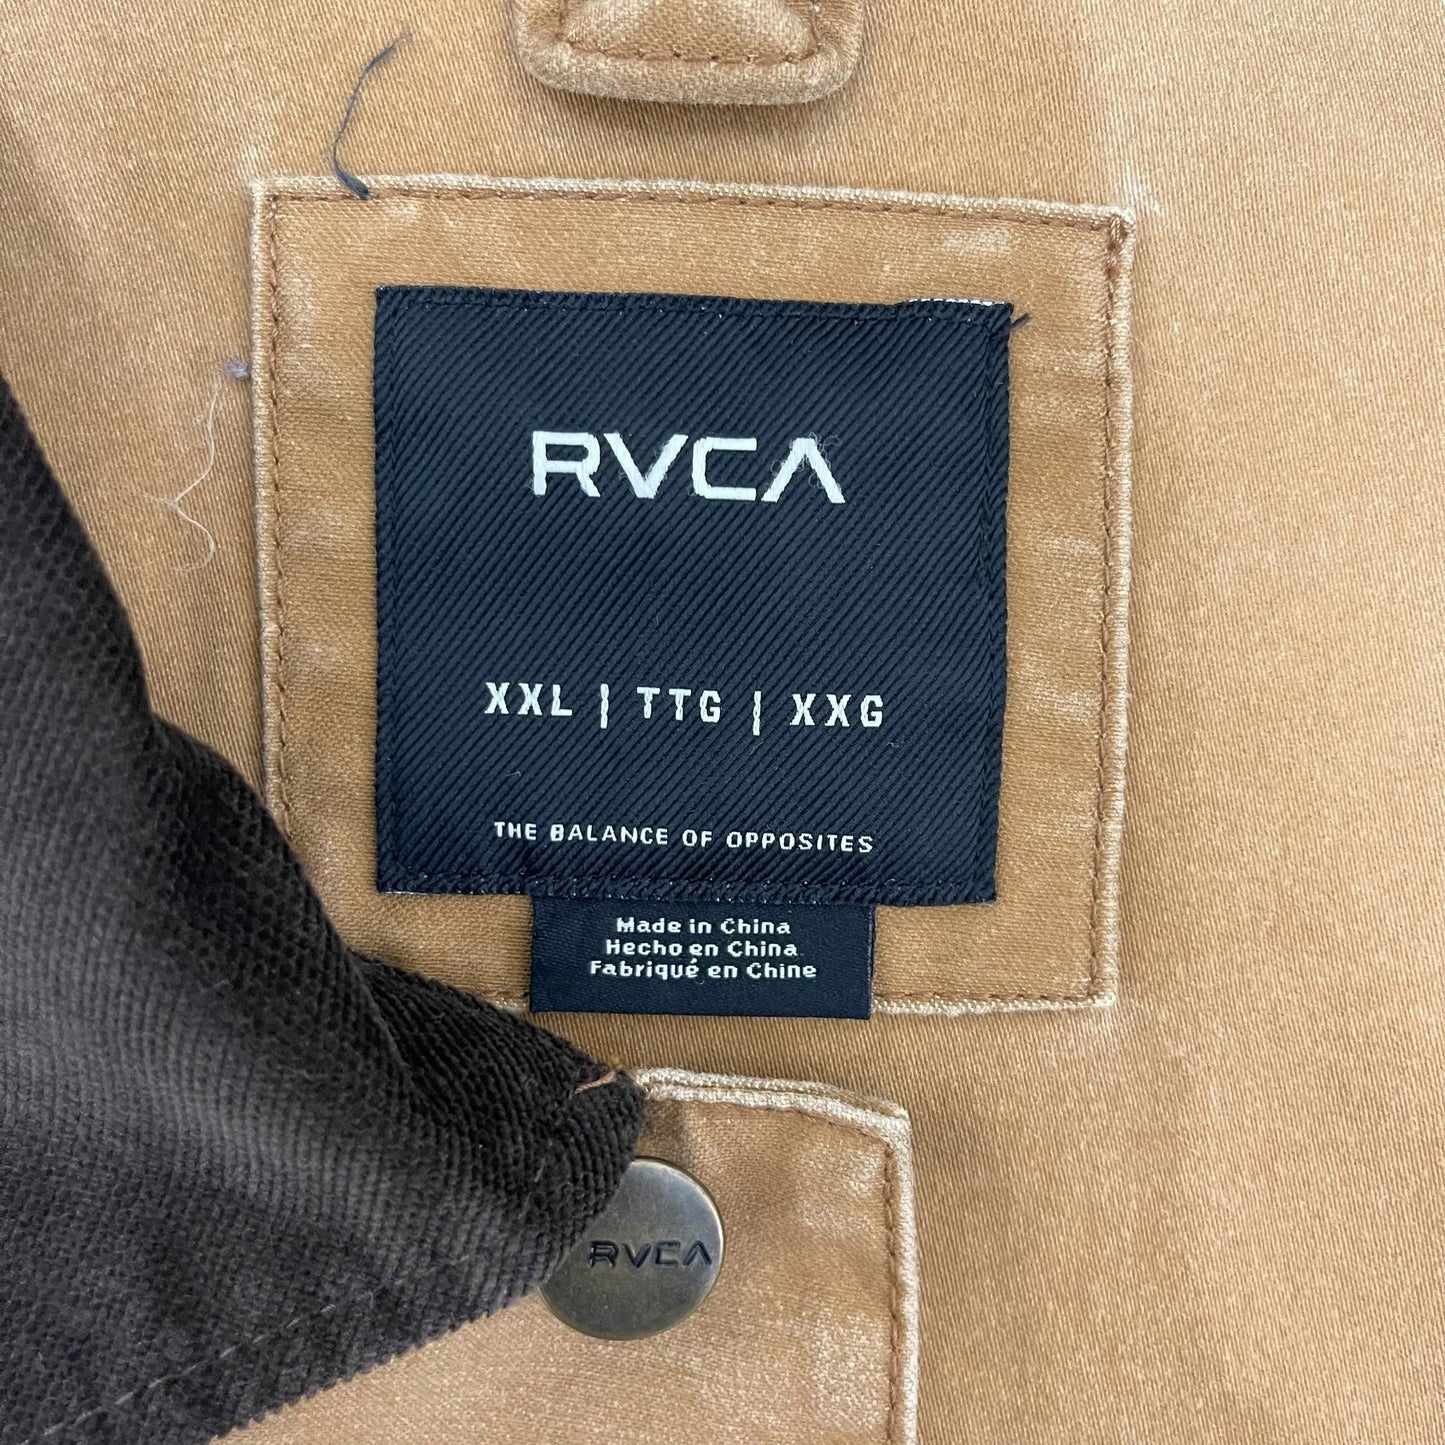 RVCA
XXL | TTG | XXG
THE BALANCE OF OPPOSITES
Made in China
Hecho en China
Fabriqué en Chine
RVCA